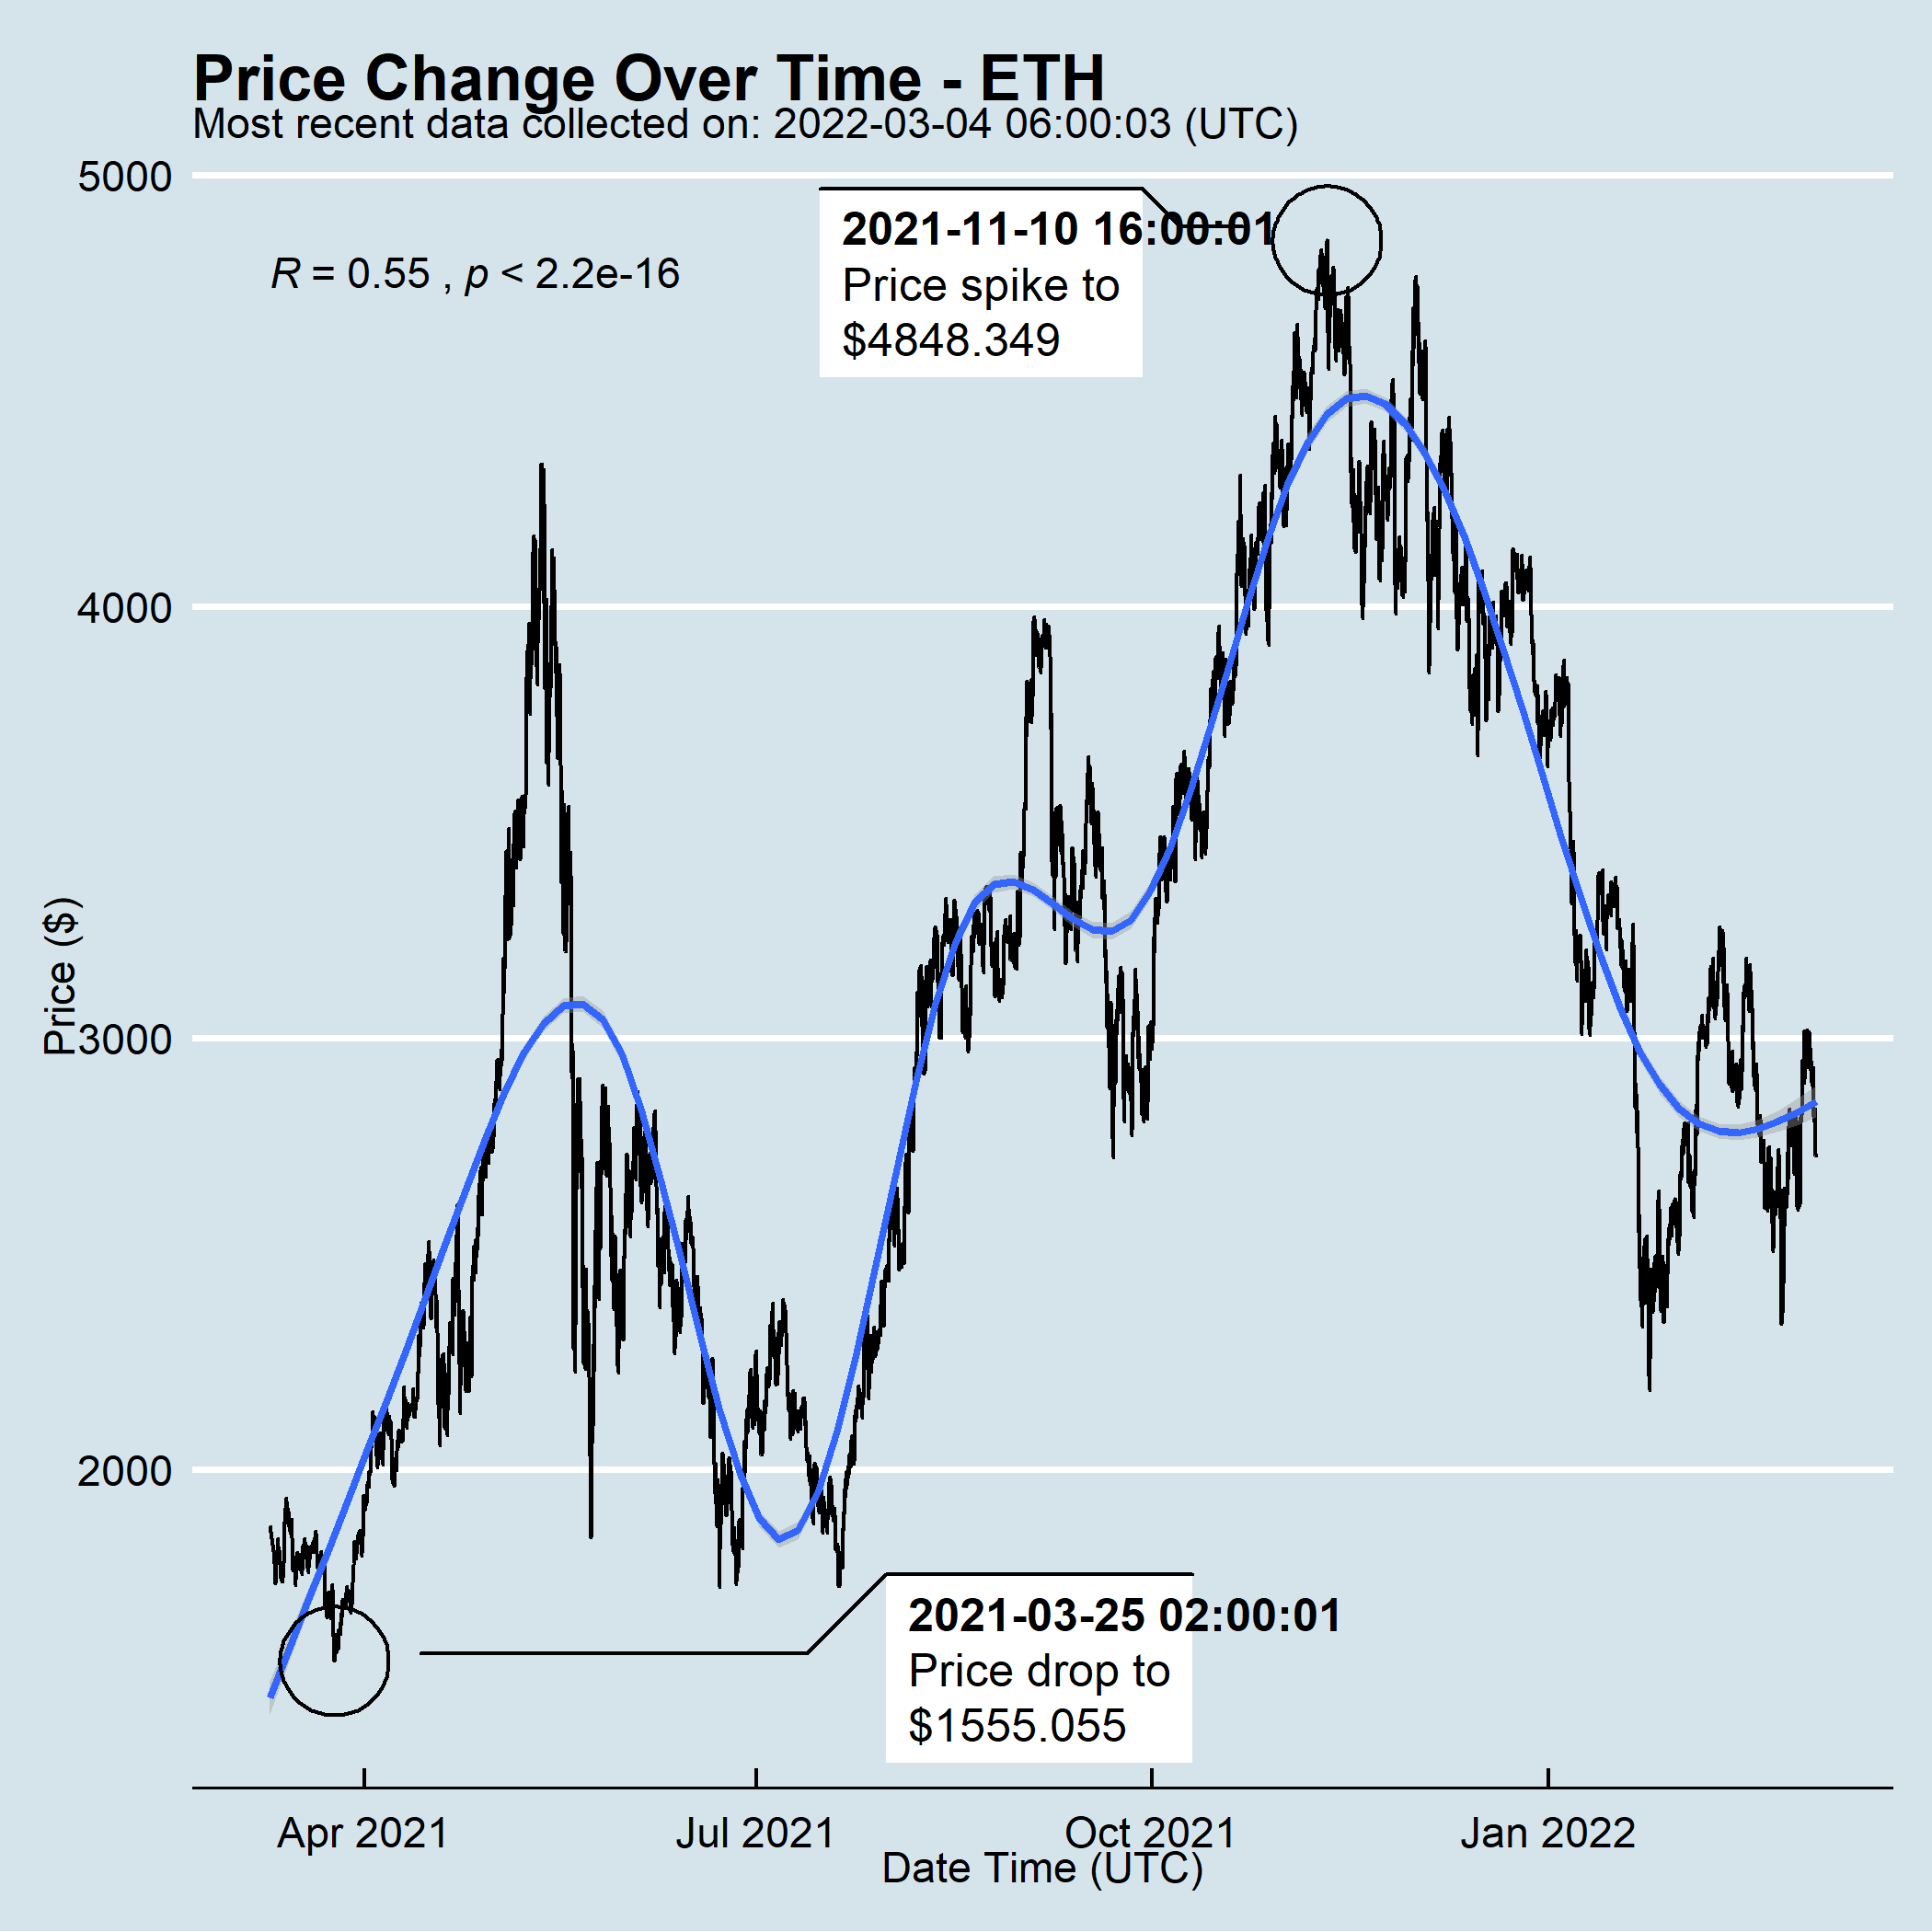 Price Change Over Time - ETH
Most recent data collected on: 2022-03-04 06:00:03 (UTC)
5000
2021-11-10 16:00:01
Price spike to
$4848.349
R = 0.55 , p < 2.2e-16
4000
Price ($)
3000
2000
2021-03-25 02:00:01
Price drop to
$1555.055
Apr 2021 Jul 2021 Oct 2021 Jan 2022
Date Time (UTC)